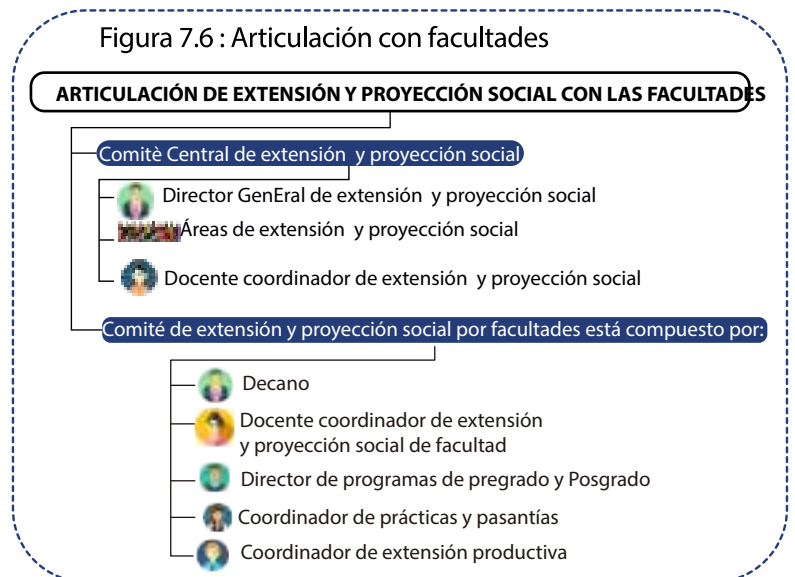 Figura 7.6 : Articulación con facultades
ARTICULACIÓN DE EXTENSIÓN Y PROYECCIÓN SOCIAL CON LAS FACULTADES
Comitè Central de extensión y proyección social
Director GenEral de extensión y proyección social
Áreas de extensión y proyección social
Docente coordinador de extensión y proyección social
Comité de extensión y proyección social por facultades está compuesto por:
Decano
Docente coordinador de extensión
y proyección social de facultad
Director de programas de pregrado y Posgrado
Coordinador de prácticas y pasantías
Coordinador de extensión productiva